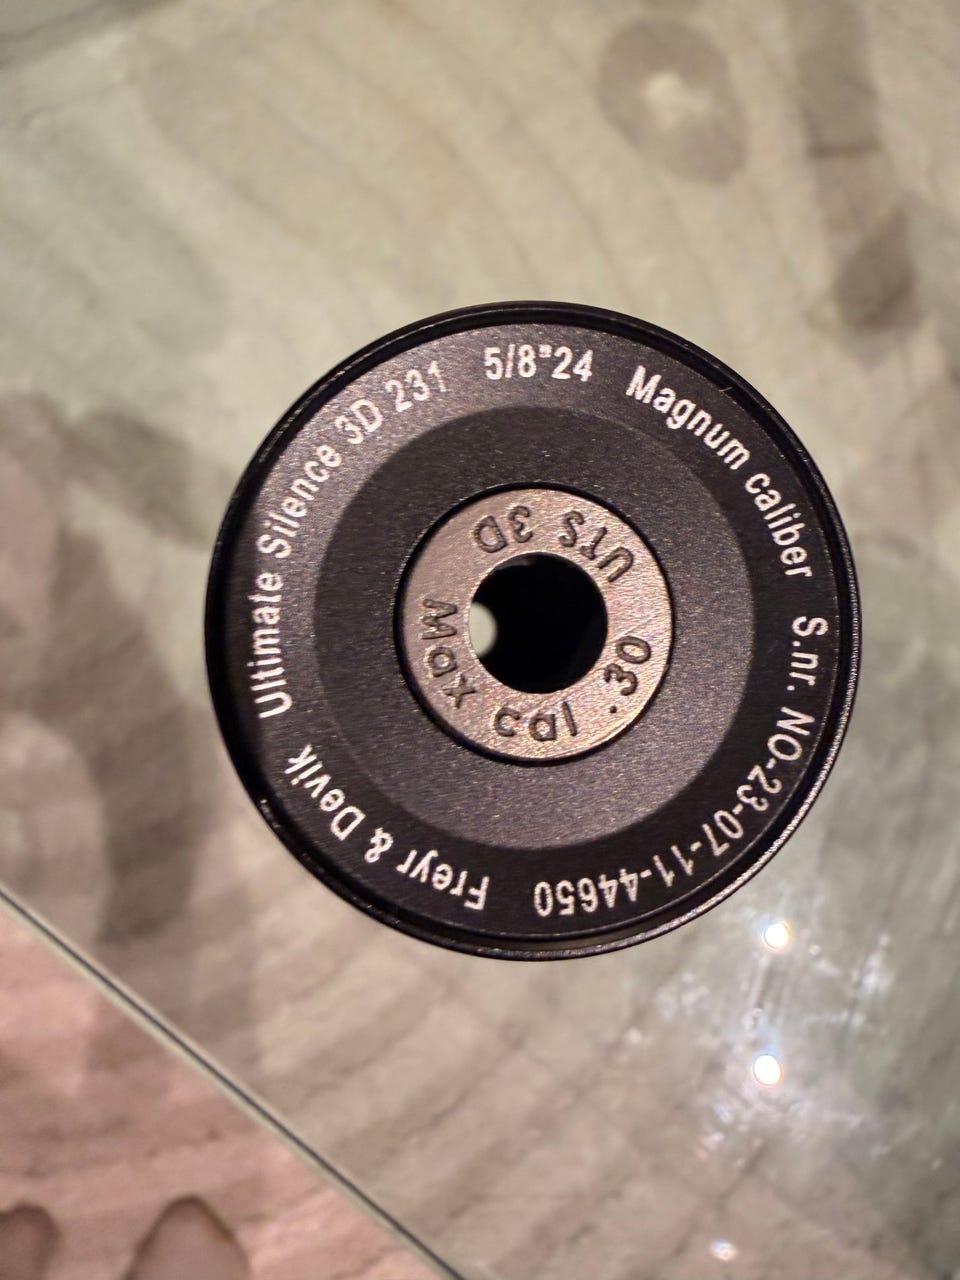 Freyr & Devik
Ultimate Silence 3D 231
5/8"24
Magnum caliber
S.nr. NO-23-07-11-44650
UTS 3D
Max cal .30